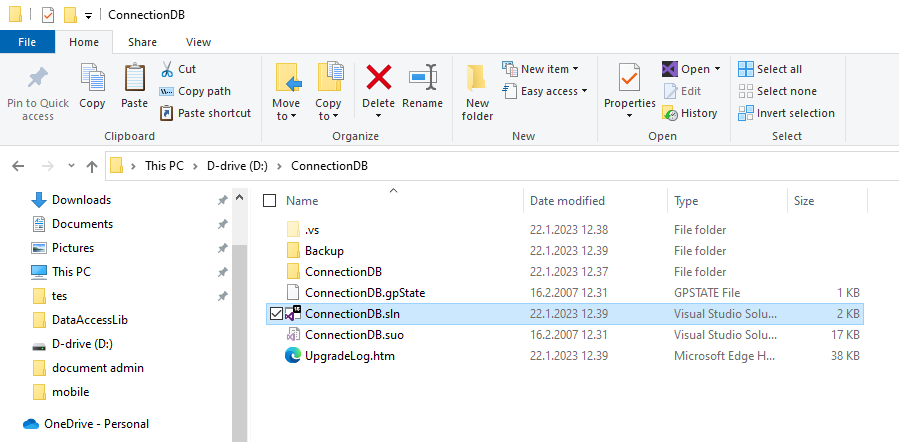 ConnectionDB
File Home Share View
Pin to Quick access
Copy
Paste
Cut
Copy path
Paste shortcut
Clipboard
Move to
Copy to
Delete
Rename
Organize
New folder
New item
Easy access
New
Properties
Open
Edit
History
Open
Select all
Select none
Invert selection
Select
This PC > D-drive (D:) > ConnectionDB
Downloads
Documents
Pictures
This PC
tes
DataAccessLib
D-drive (D:)
document admin
mobile
OneDrive - Personal
Name Date modified Type Size
.vs 22.1.2023 12.38 File folder
Backup 22.1.2023 12.39 File folder
ConnectionDB 22.1.2023 12.37 File folder
ConnectionDB.gpState 16.2.2007 12.31 GPSTATE File 1 KB
ConnectionDB.sln 22.1.2023 12.39 Visual Studio Solu... 2 KB
ConnectionDB.suo 16.2.2007 12.31 Visual Studio Solu... 17 KB
UpgradeLog.htm 22.1.2023 12.39 Microsoft Edge H... 38 KB